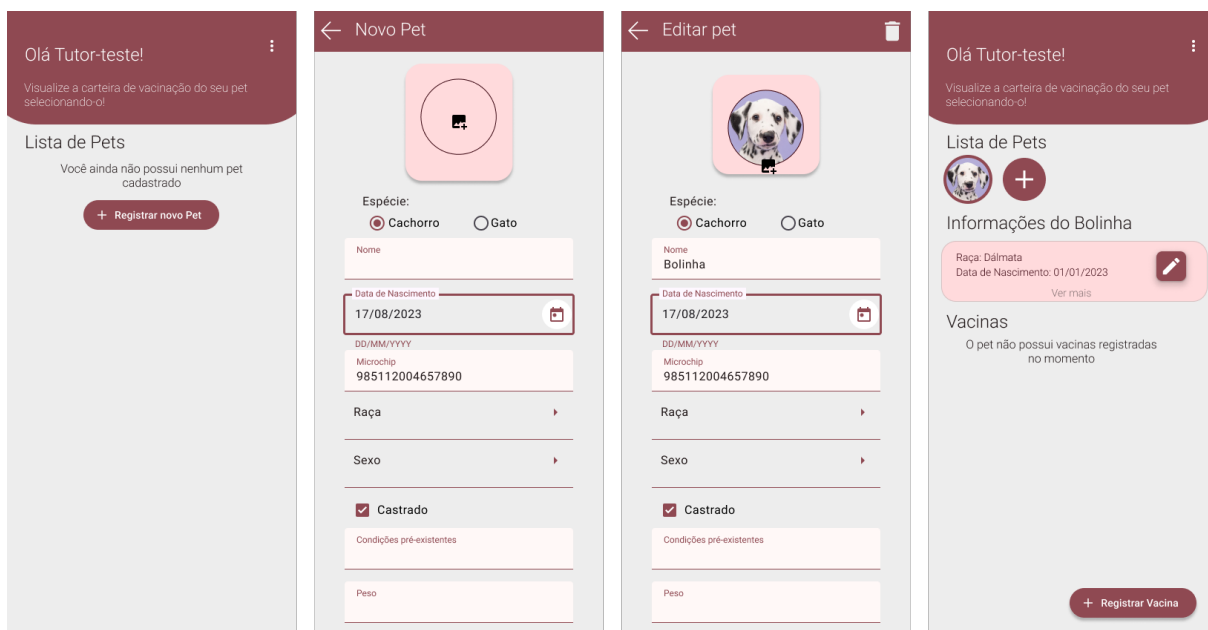 Olá Tutor-teste!
Visualize a carteira de vacinação do seu pet
selecionando-o!
Lista de Pets
Você ainda não possui nenhum pet
cadastrado
+ Registrar novo Pet
Novo Pet
Espécie:
Cachorro Gato
Nome
Data de Nascimento
17/08/2023
DD/MM/YYYY
Microchip
985112004657890
Raça
Sexo
Castrado
Condições pré-existentes
Peso
Editar pet
Espécie:
Cachorro Gato
Nome
Bolinha
Data de Nascimento
17/08/2023
DD/MM/YYYY
Microchip
985112004657890
Raça
Sexo
Castrado
Condições pré-existentes
Peso
Olá Tutor-teste!
Visualize a carteira de vacinação do seu pet
selecionando-o!
Lista de Pets
Informações do Bolinha
Raça: Dálmata
Data de Nascimento: 01/01/2023
Ver mais
Vacinas
O pet não possui vacinas registradas
no momento
+ Registrar Vacina